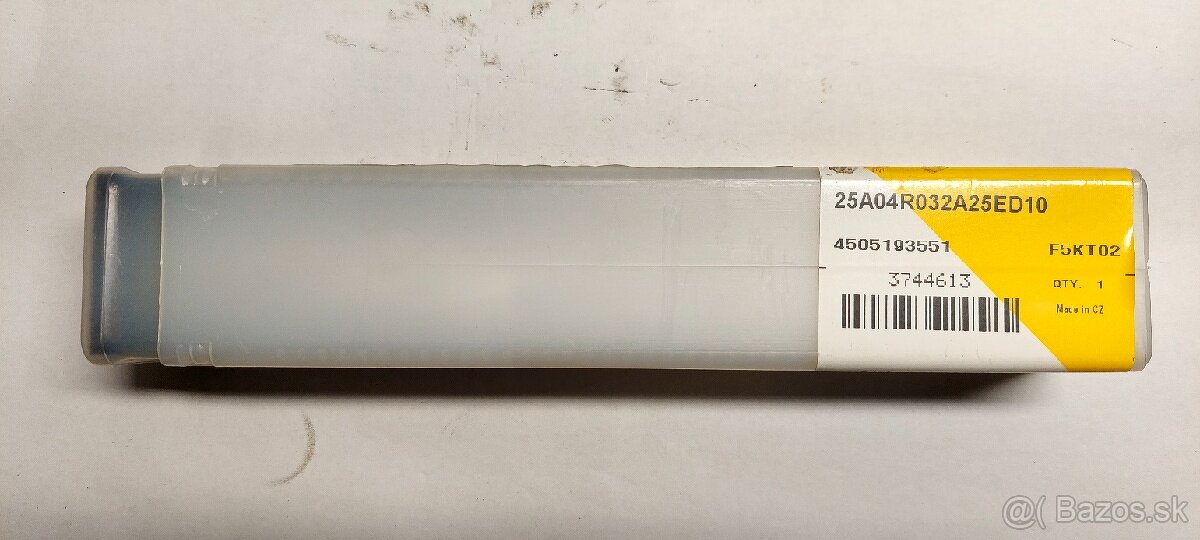 25A04R032A25ED10
4505193551 F5KT02
3744613
QTY. 1
Made in CZ
@( Bazos.sk